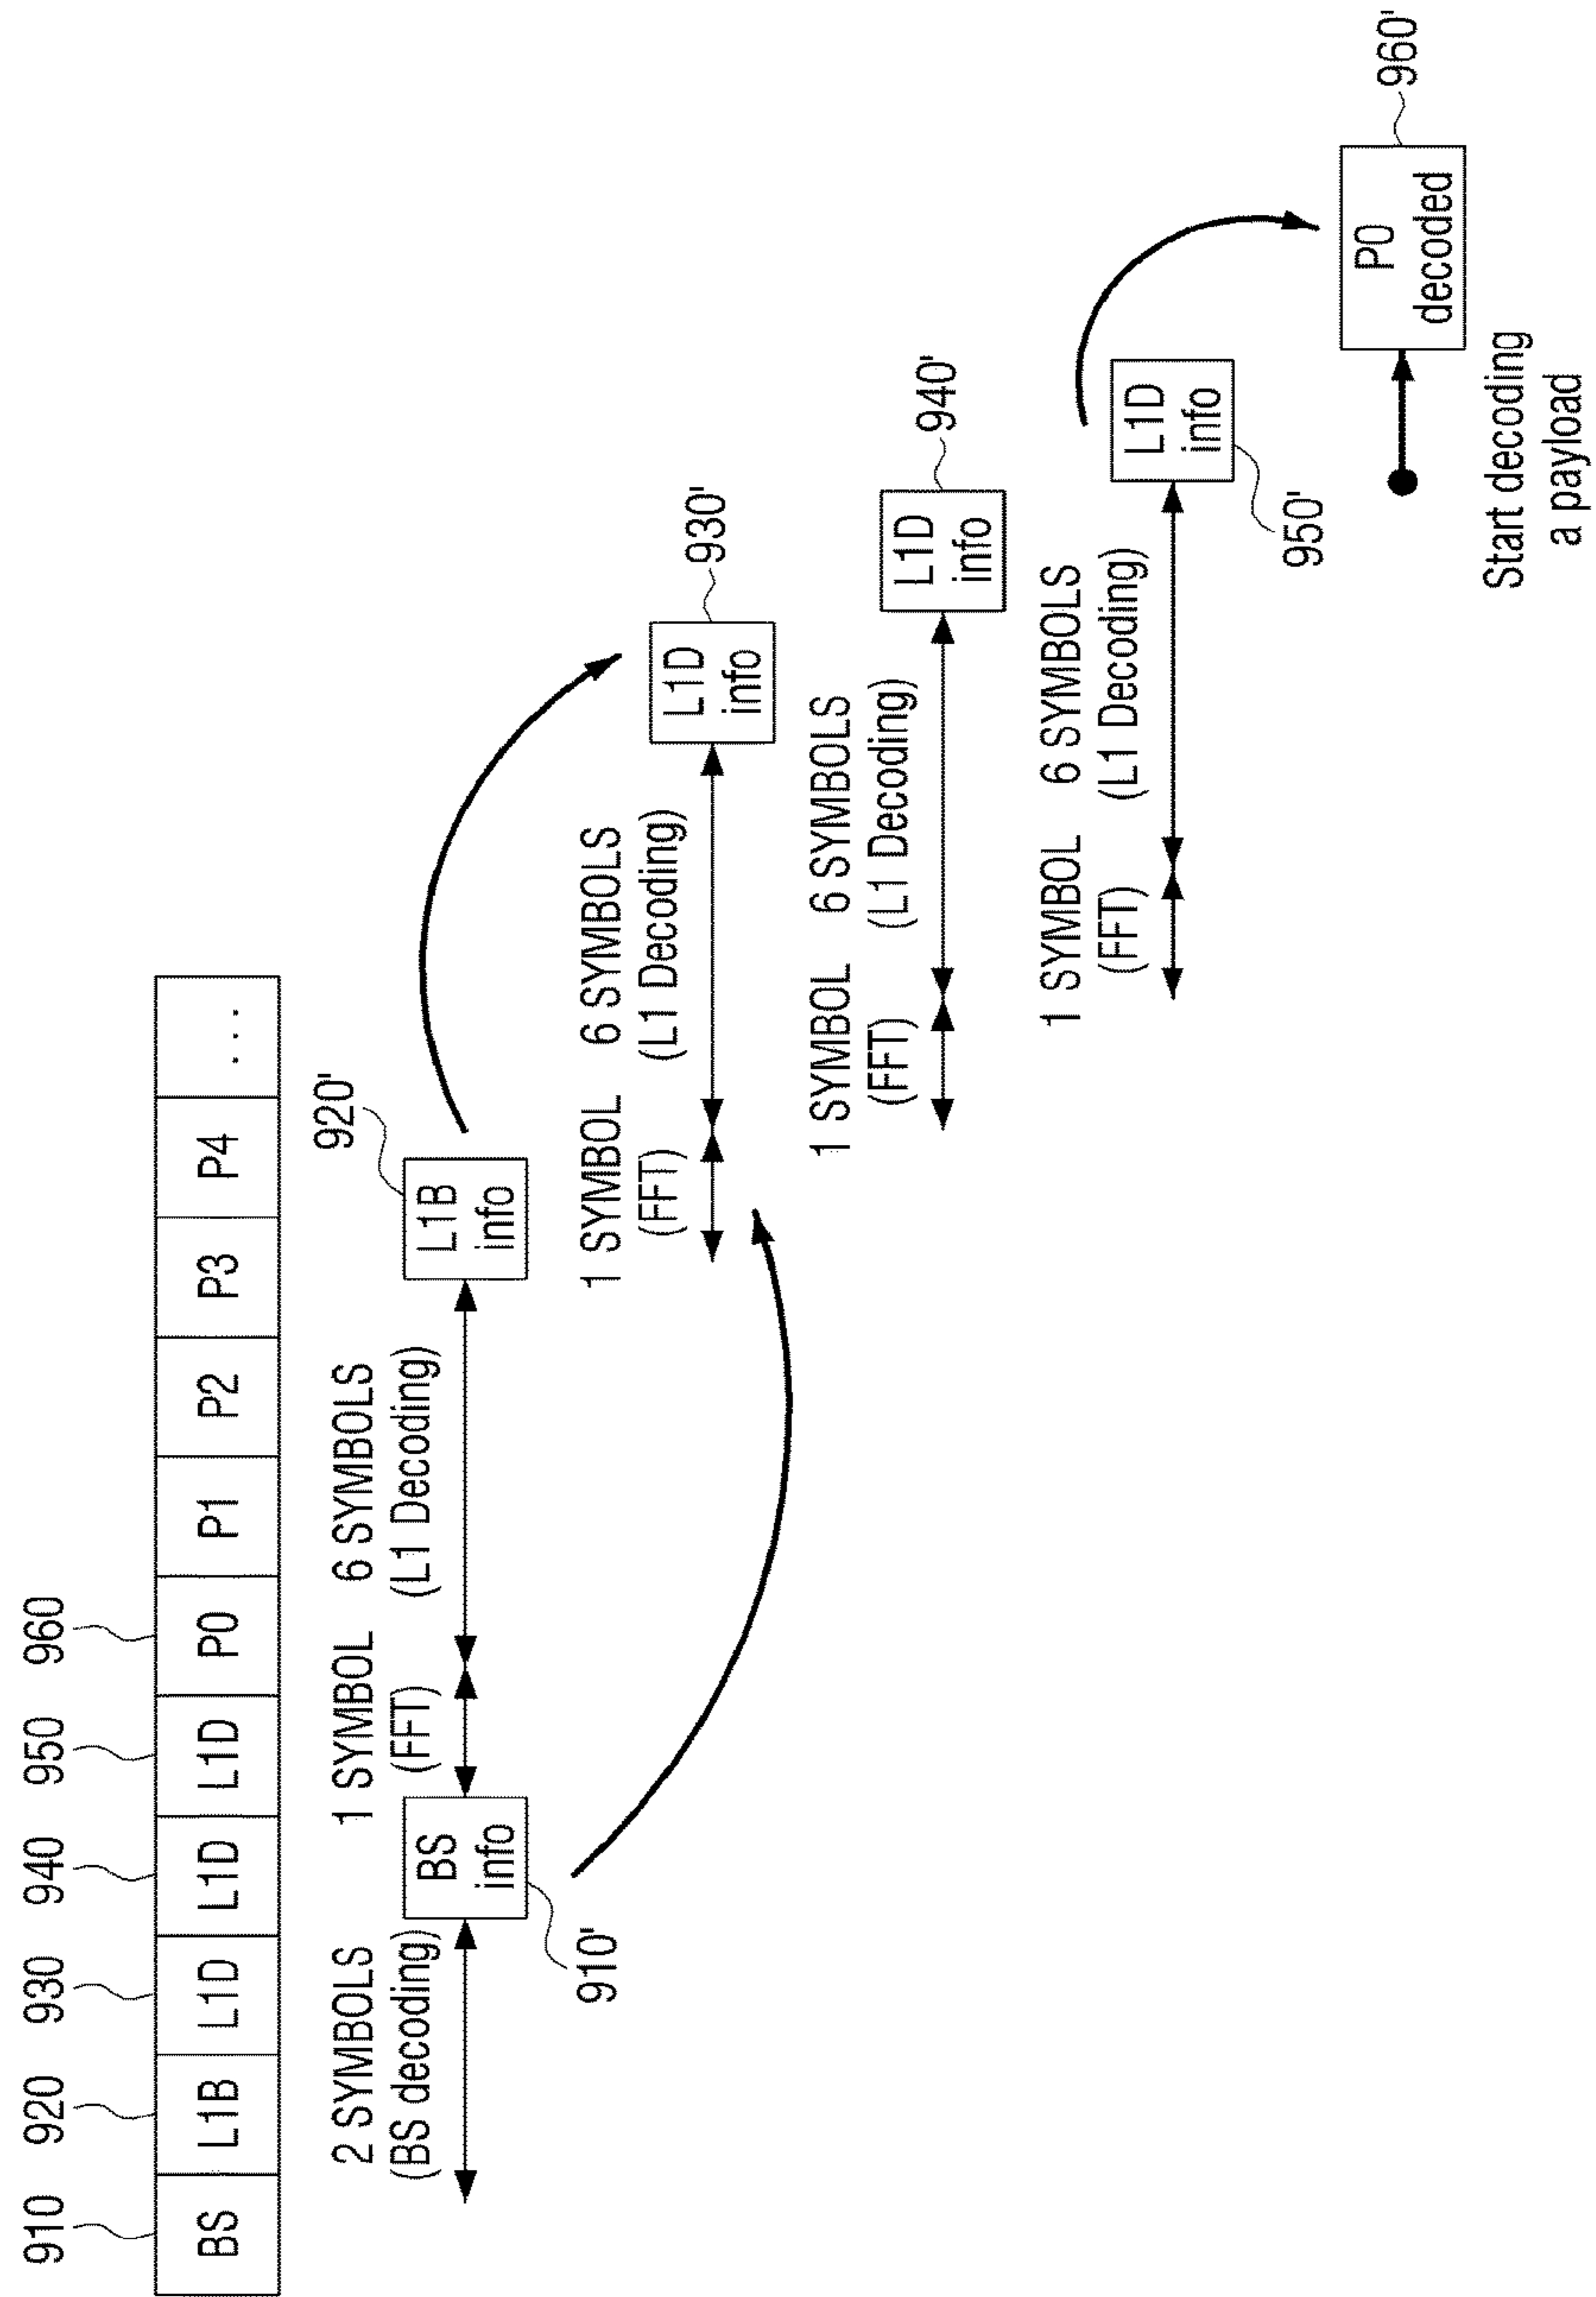 910 920 930 940 950 960
BS L1B L1D L1D L1D P0 P1 P2 P3 P4 ...
2 SYMBOLS
(BS decoding)
BS
info
910'
1 SYMBOL
(FFT)
6 SYMBOLS
(L1 Decoding)
L1B
info
920'
1 SYMBOL
(FFT)
6 SYMBOLS
(L1 Decoding)
L1D
info
930'
1 SYMBOL
(FFT)
6 SYMBOLS
(L1 Decoding)
L1D
info
940'
1 SYMBOL
(FFT)
6 SYMBOLS
(L1 Decoding)
L1D
info
950'
P0
decoded
960'
Start decoding
a payload